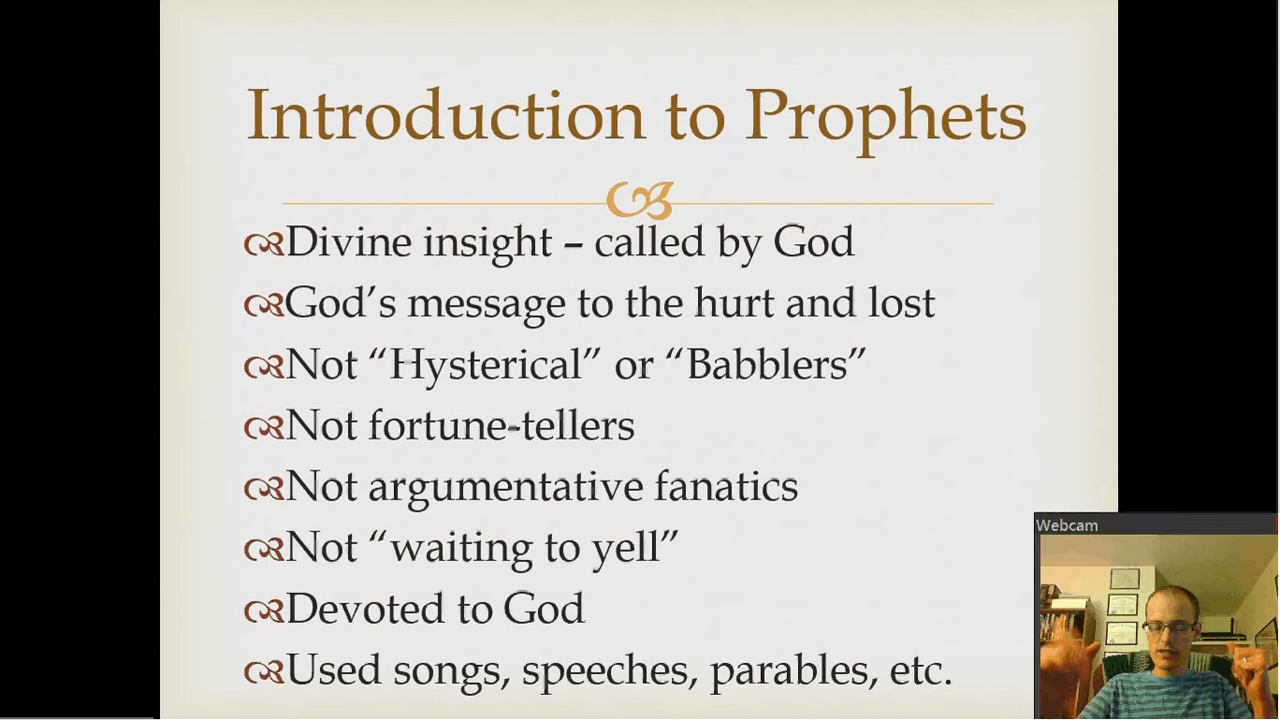 Introduction to Prophets
Divine insight – called by God
God’s message to the hurt and lost
Not “Hysterical” or “Babblers”
Not fortune-tellers
Not argumentative fanatics
Not “waiting to yell”
Devoted to God
Used songs, speeches, parables, etc.
Webcam